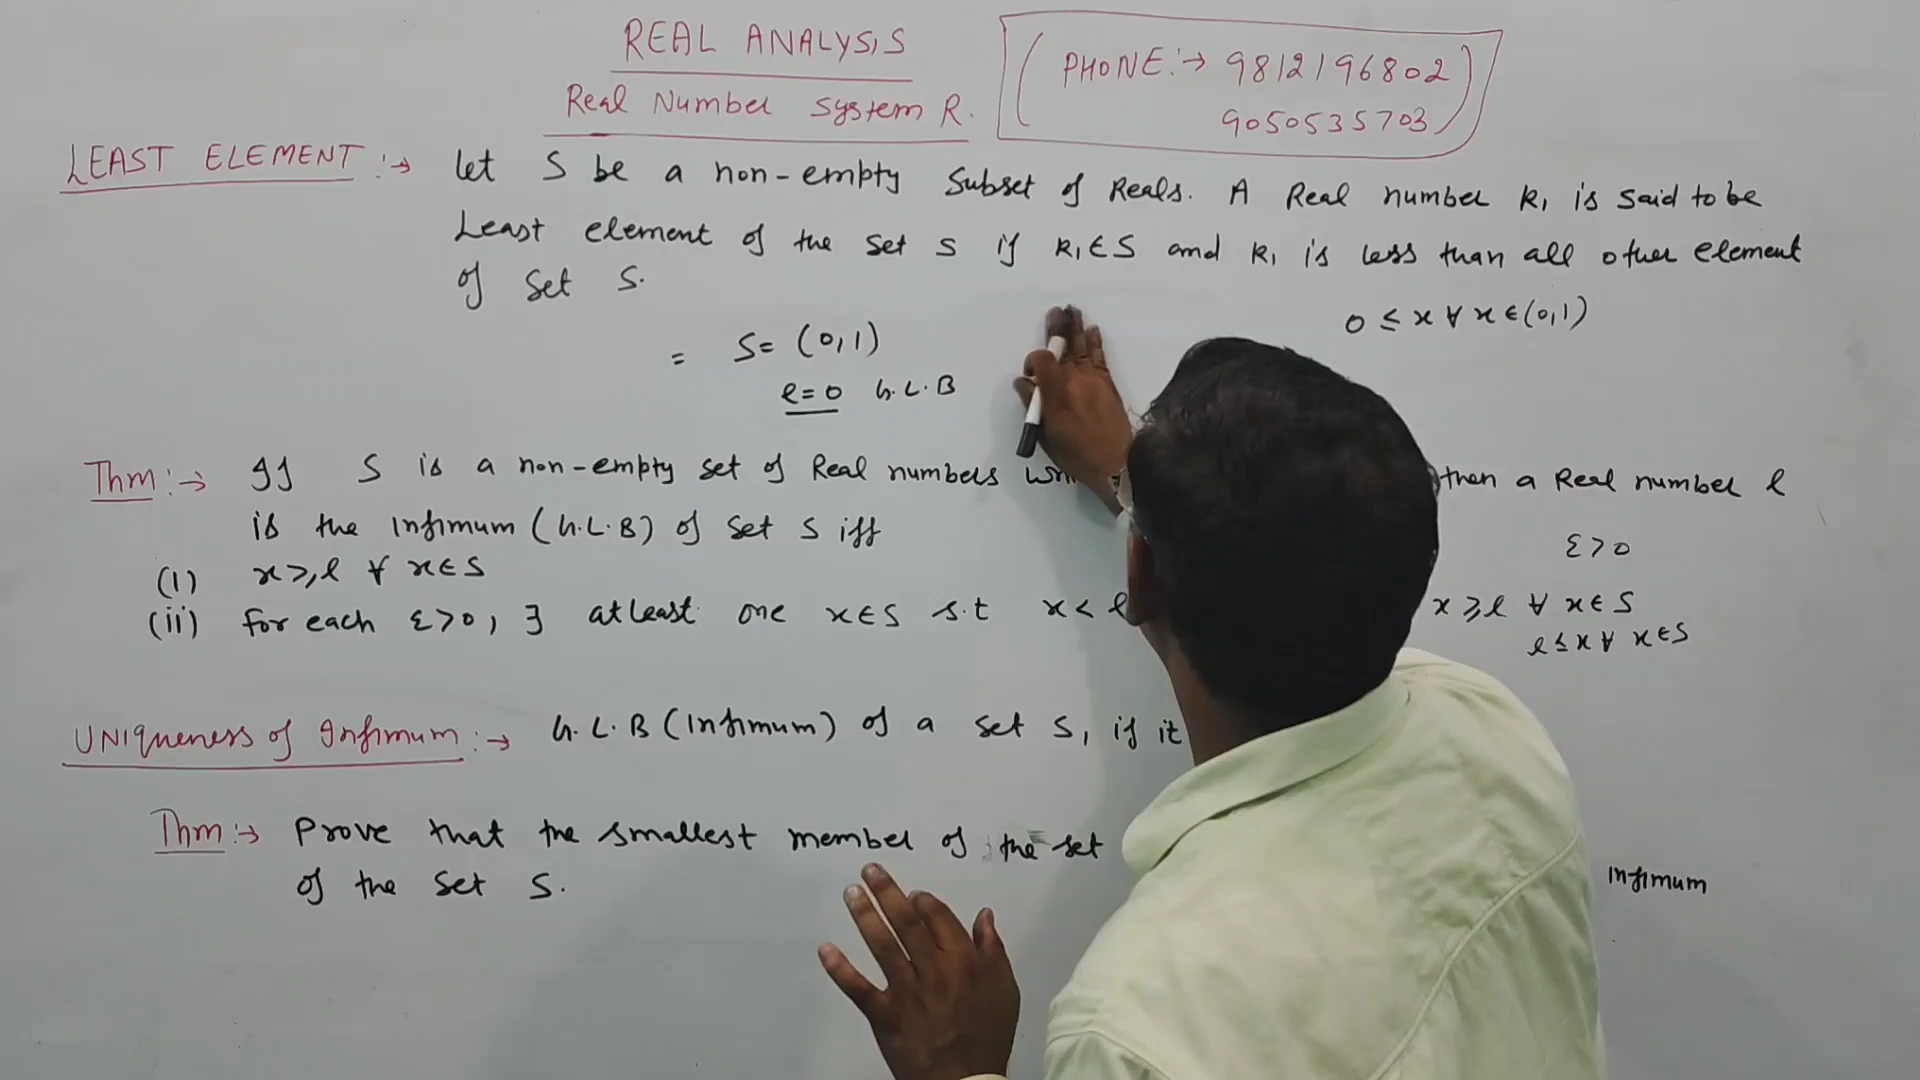 REAL ANALYSIS
Real Number System R.
(PHONE:→ 9812196802
9050535703)
LEAST ELEMENT :→ Let S be a non-empty Subset of Reals. A Real number k₁ is said to be
Least element of the set S if k₁∈S and k₁ is less than all other element
of Set S.
0 ≤ x ∀ x ∈ (0,1)
= S = (0,1)
l = 0 G.L.B
Thm :→ If S is a non-empty set of Real numbers then a Real number l
is the Infimum (G.L.B) of Set S iff
ε > 0
(i) x ≥ l ∀ x∈S
(ii) For each ε>0, ∃ atleast one x∈S s.t x < l
x ≥ l ∀ x∈S
l ≤ x ∀ x∈S
UNIqueness of Infimum :→ G.L.B (Infimum) of a set S, if it
Thm :→ Prove that the smallest member of the set
Infimum
of the Set S.